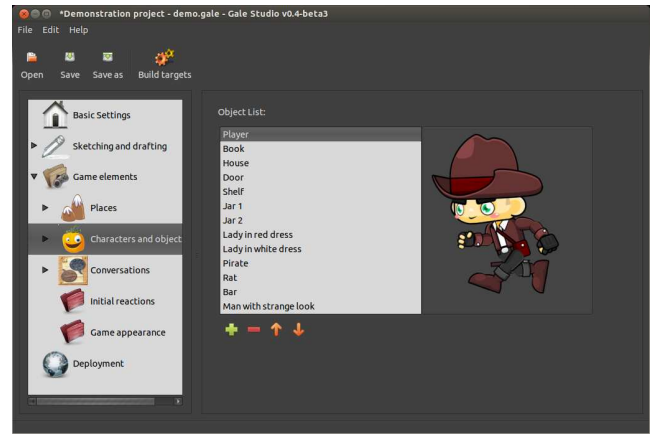 *Demonstration project - demo.gale - Gale Studio v0.4-beta3
File Edit Help
Open Save Save as Build targets
Basic Settings
Sketching and drafting
Game elements
Places
Characters and object
Conversations
Initial reactions
Game appearance
Deployment
Object List:
Player
Book
House
Door
Shelf
Jar 1
Jar 2
Lady in red dress
Lady in white dress
Pirate
Rat
Bar
Man with strange look